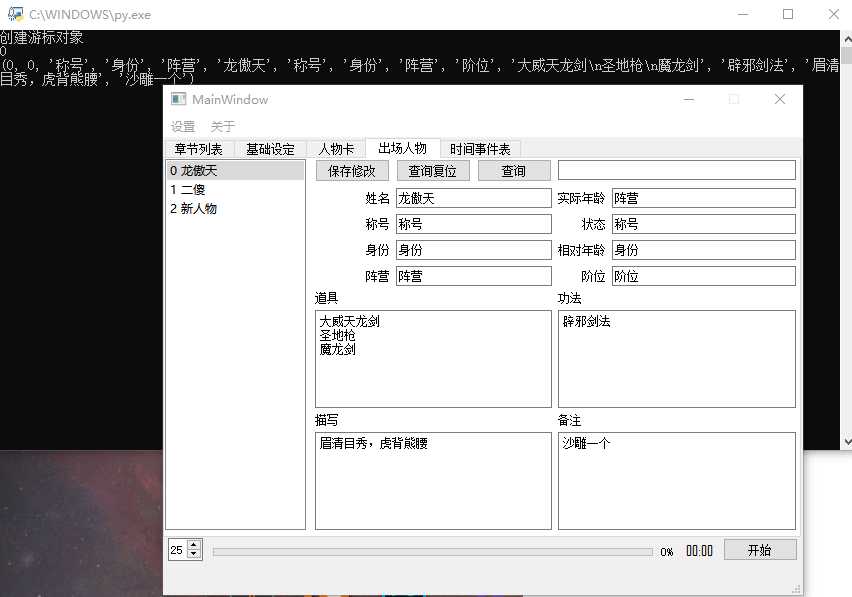 C:\WINDOWS\py.exe
创建游标对象
0
(0, 0, '称号', '身份', '阵营', '龙傲天', '称号', '身份', '阵营', '阶位', '大威天龙剑\n圣地枪\n魔龙剑', '辟邪剑法', '眉清
目秀，虎背熊腰', '沙雕一个')
MainWindow
设置 关于
章节列表 基础设定 人物卡 出场人物 时间事件表
0 龙傲天
1 二傻
2 新人物
保存修改 查询复位 查询
姓名 龙傲天 实际年龄 阵营
称号 称号 状态 称号
身份 身份 相对年龄 身份
阵营 阵营 阶位 阶位
道具 功法
大威天龙剑 辟邪剑法
圣地枪
魔龙剑
描写 备注
眉清目秀，虎背熊腰 沙雕一个
25 0% 00:00 开始